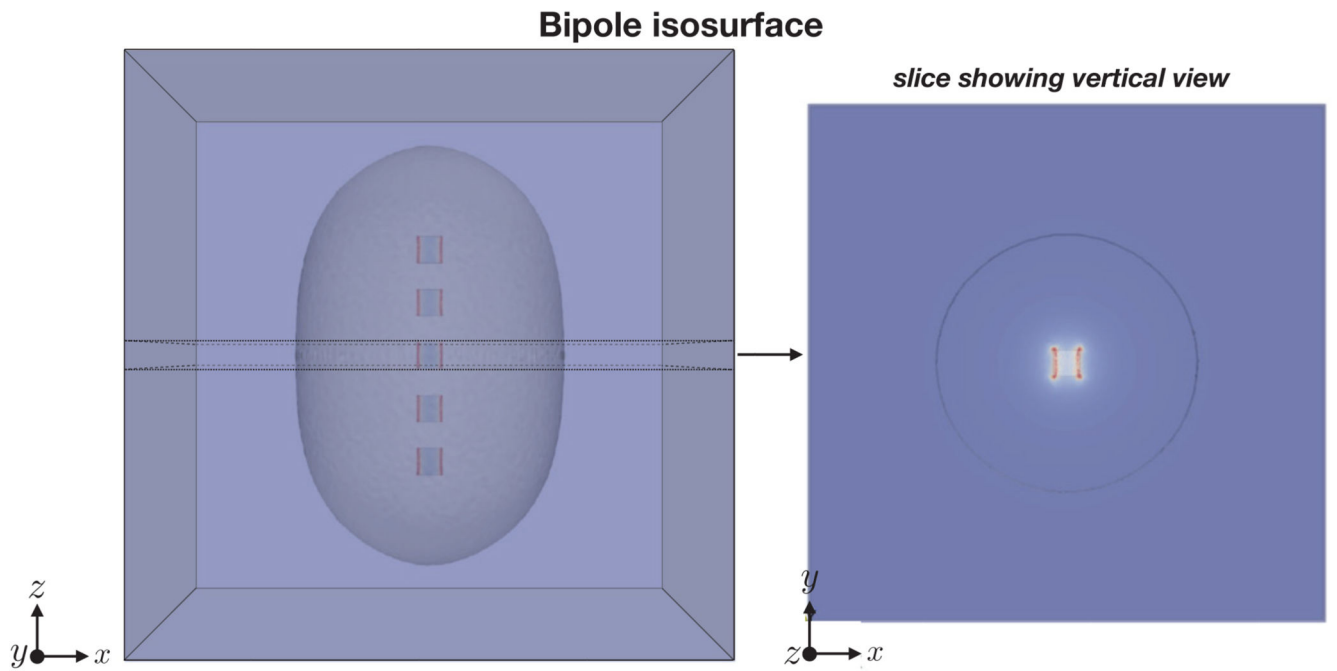 Bipole isosurface
slice showing vertical view
z
y x
y
z x